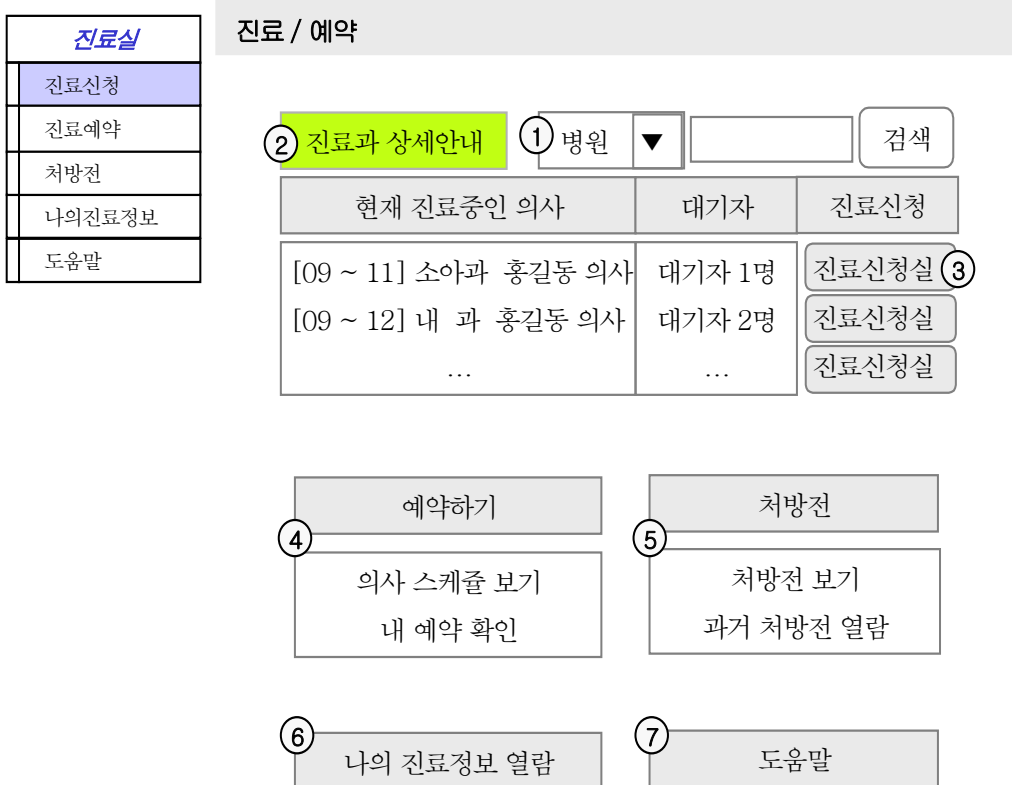 진료실
진료신청
진료예약
처방전
나의진료정보
도움말
진료 / 예약
② 진료과 상세안내 ① 병원 ▼ 검색
현재 진료중인 의사 대기자 진료신청
[09 ~ 11] 소아과 홍길동 의사 대기자 1명 진료신청실 ③
[09 ~ 12] 내 과 홍길동 의사 대기자 2명 진료신청실
... ... 진료신청실
예약하기
④
의사 스케쥴 보기
내 예약 확인
처방전
⑤
처방전 보기
과거 처방전 열람
⑥
나의 진료정보 열람
⑦
도움말